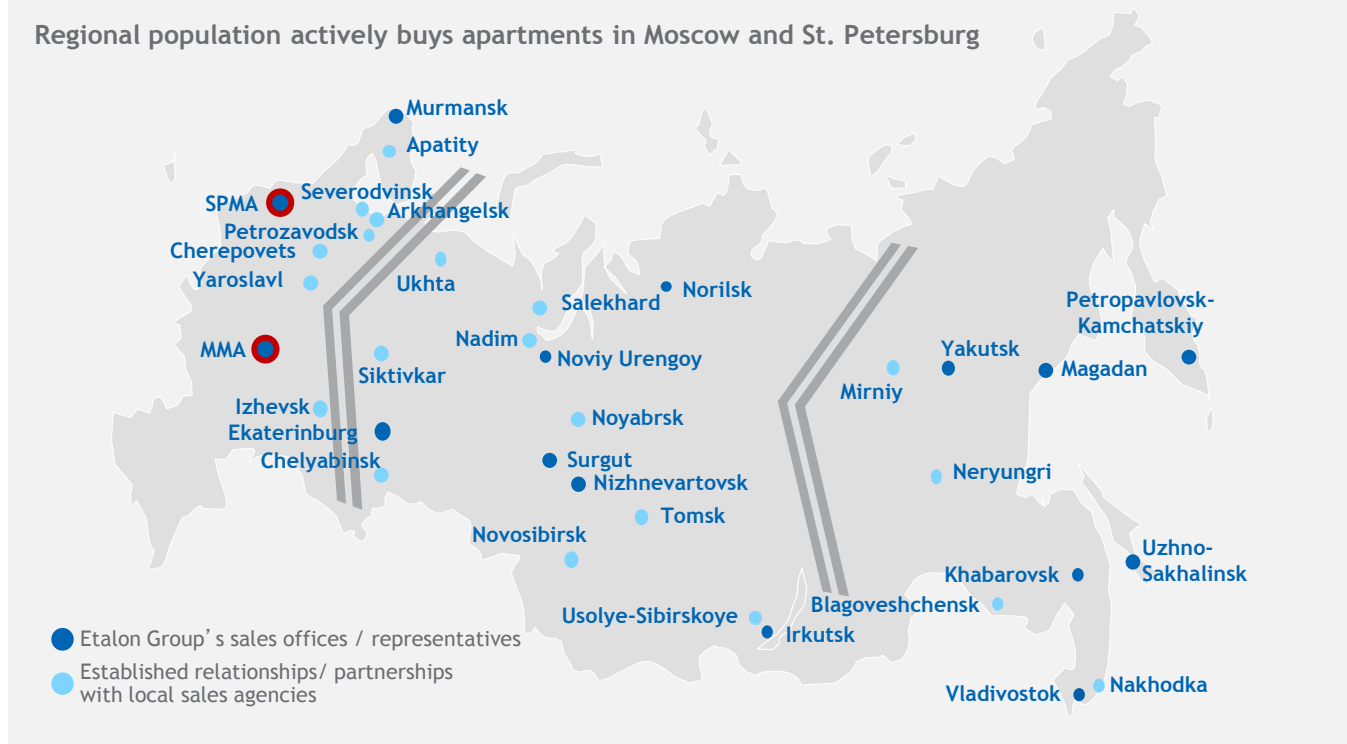 Regional population actively buys apartments in Moscow and St. Petersburg
Murmansk
Apatity
Severodvinsk
SPMA
Arkhangelsk
Petrozavodsk
Cherepovets
Yaroslavl
Ukhta
Salekhard
Norilsk
Petropavlovsk-
Kamchatskiy
Nadim
MMA
Noviy Urengoy
Yakutsk
Magadan
Siktivkar
Mirniy
Izhevsk
Noyabrsk
Ekaterinburg
Chelyabinsk
Surgut
Neryungri
Nizhnevartovsk
Tomsk
Novosibirsk
Uzhno-
Sakhalinsk
Khabarovsk
Blagoveshchensk
Usolye-Sibirskoye
Irkutsk
Etalon Group's sales offices / representatives
Established relationships/ partnerships
with local sales agencies
Nakhodka
Vladivostok